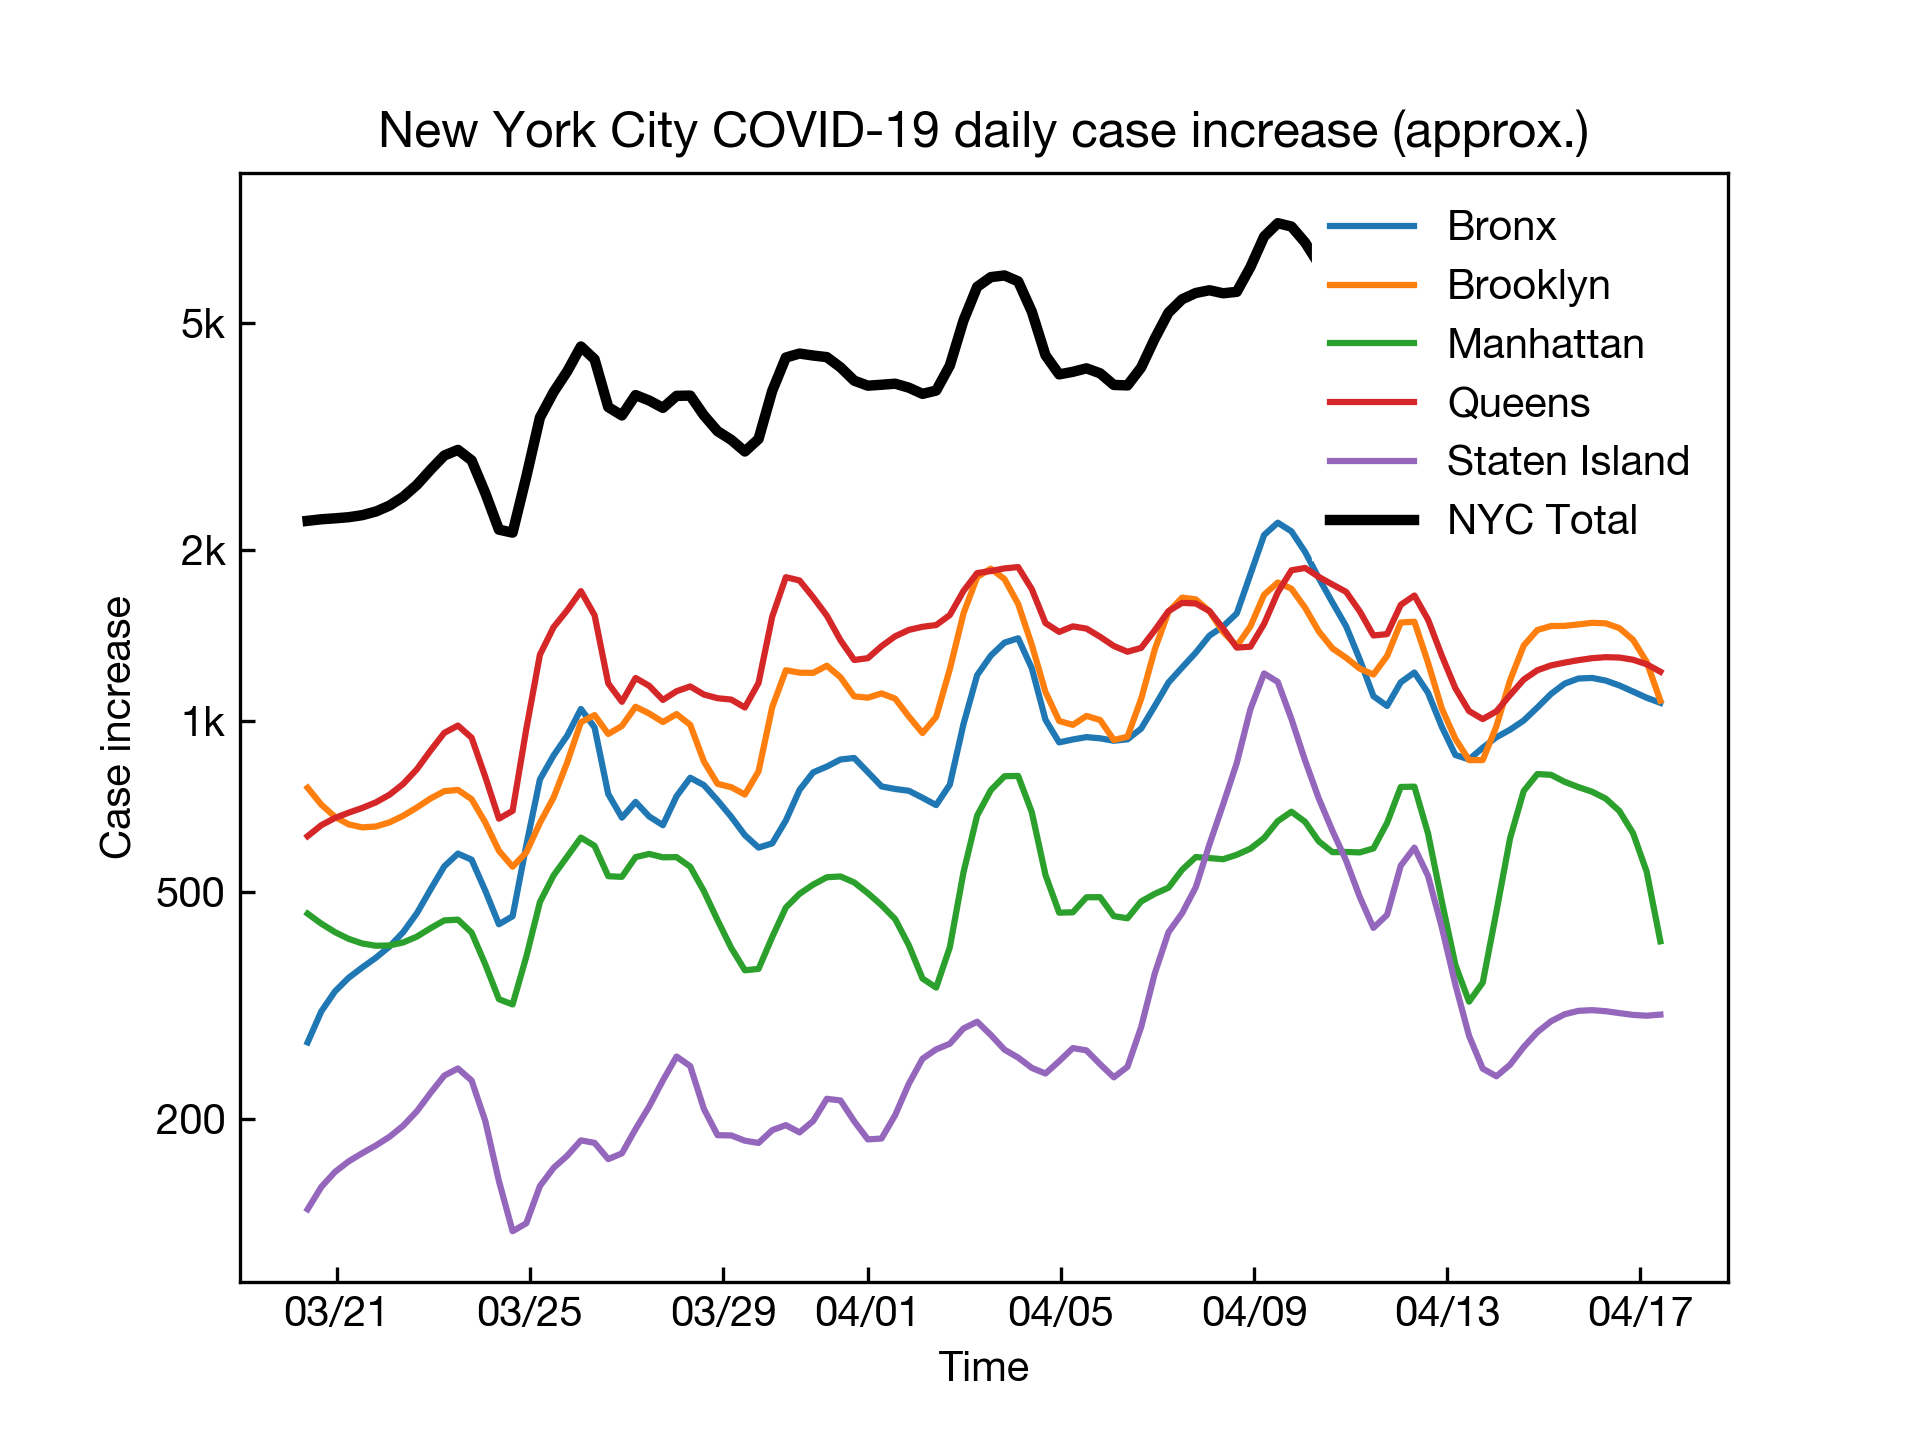 New York City COVID-19 daily case increase (approx.)
Bronx
Brooklyn
Manhattan
Queens
Staten Island
NYC Total
5k
2k
1k
500
200
Case increase
03/21 03/25 03/29 04/01 04/05 04/09 04/13 04/17
Time